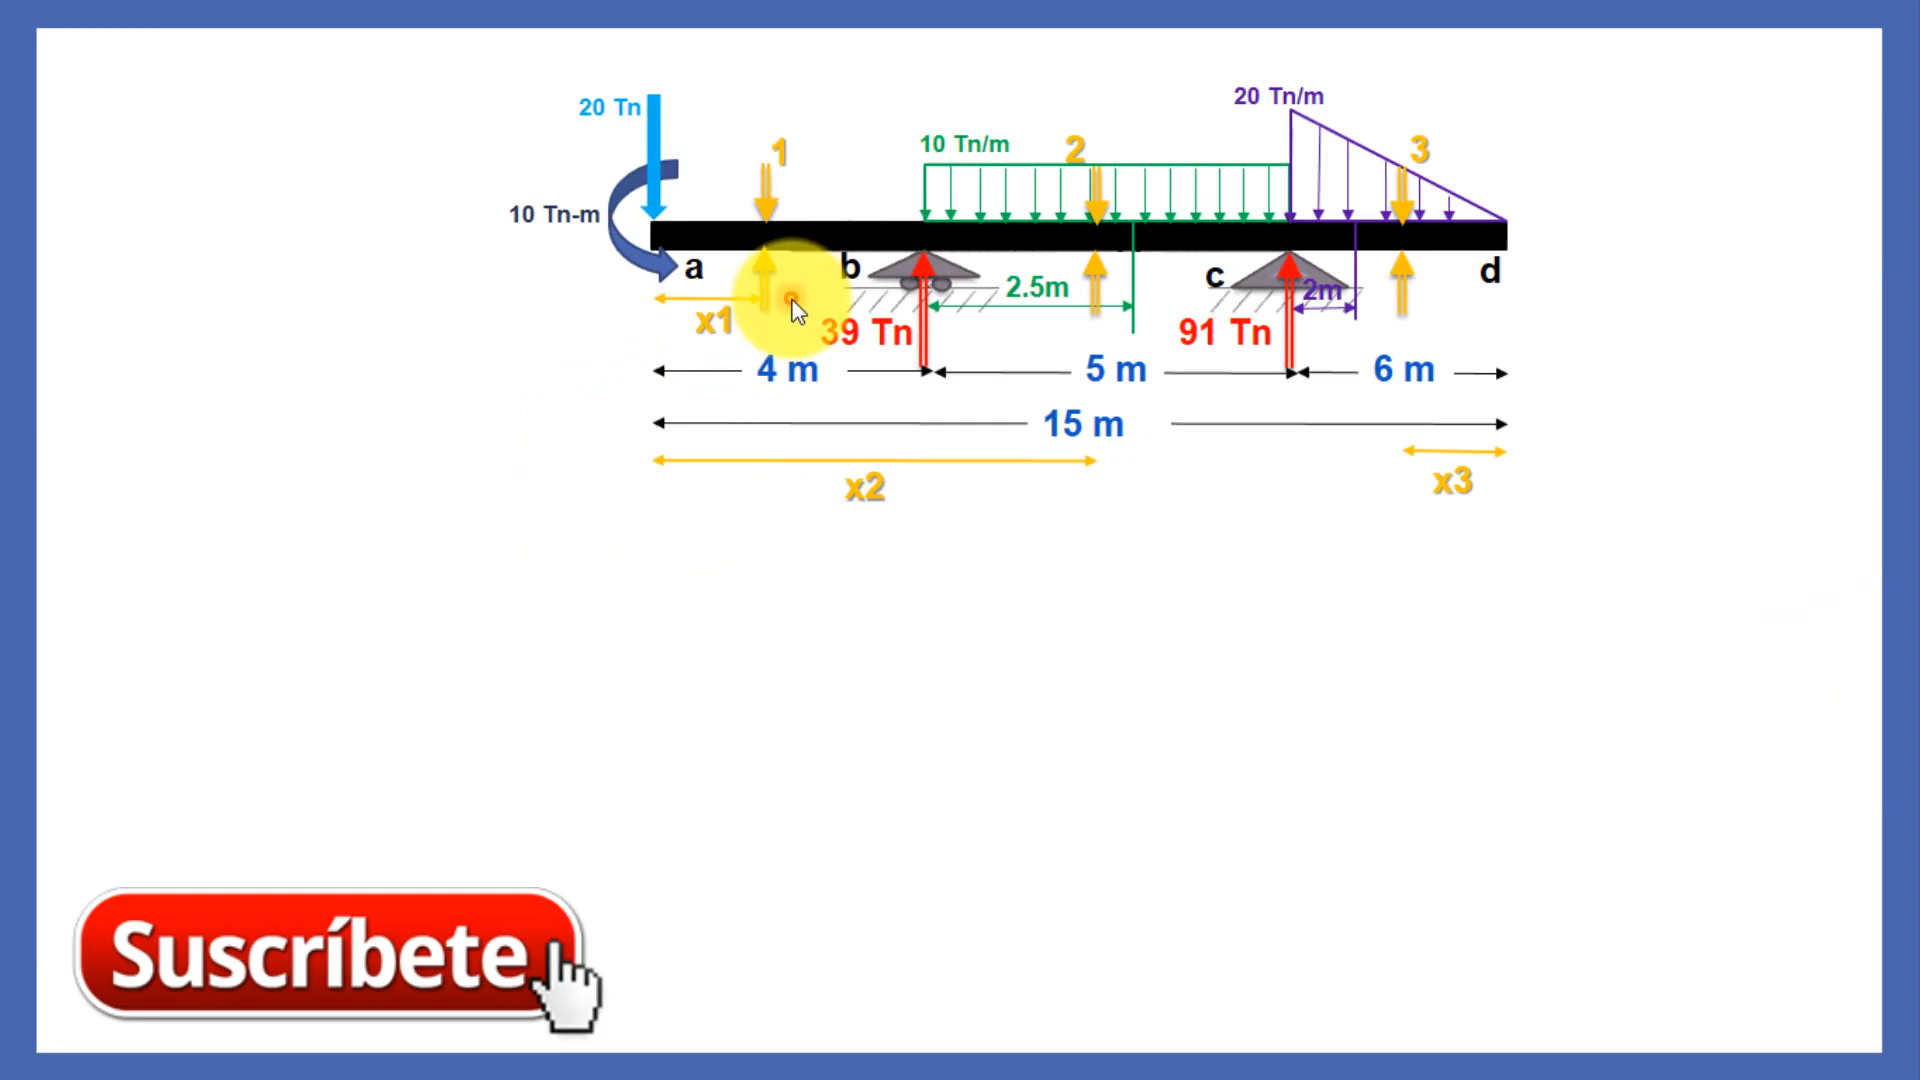 20 Tn/m
20 Tn
1
10 Tn/m
2
3
10 Tn-m
a
b
c
d
2.5m
2m
x1
39 Tn
91 Tn
4 m
5 m
6 m
15 m
x2
x3
Suscríbete